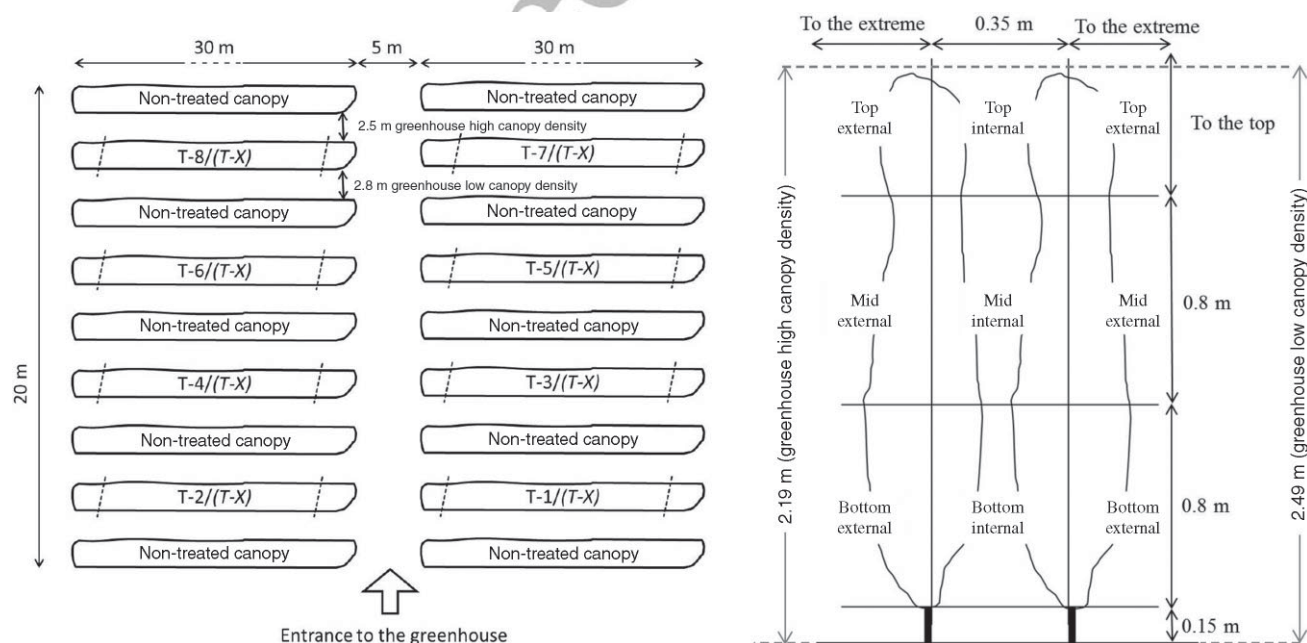 30 m
5 m
30 m
Non-treated canopy
Non-treated canopy
2.5 m greenhouse high canopy density
T-8/(T-X)
T-7/(T-X)
2.8 m greenhouse low canopy density
Non-treated canopy
Non-treated canopy
T-6/(T-X)
T-5/(T-X)
Non-treated canopy
Non-treated canopy
20 m
T-4/(T-X)
T-3/(T-X)
Non-treated canopy
Non-treated canopy
T-2/(T-X)
T-1/(T-X)
Non-treated canopy
Non-treated canopy
Entrance to the greenhouse
To the extreme
0.35 m
To the extreme
Top
external
Top
internal
Top
external
To the top
2.19 m (greenhouse high canopy density)
Mid
external
Mid
internal
Mid
external
0.8 m
2.49 m (greenhouse low canopy density)
Bottom
external
Bottom
internal
Bottom
external
0.8 m
0.15 m